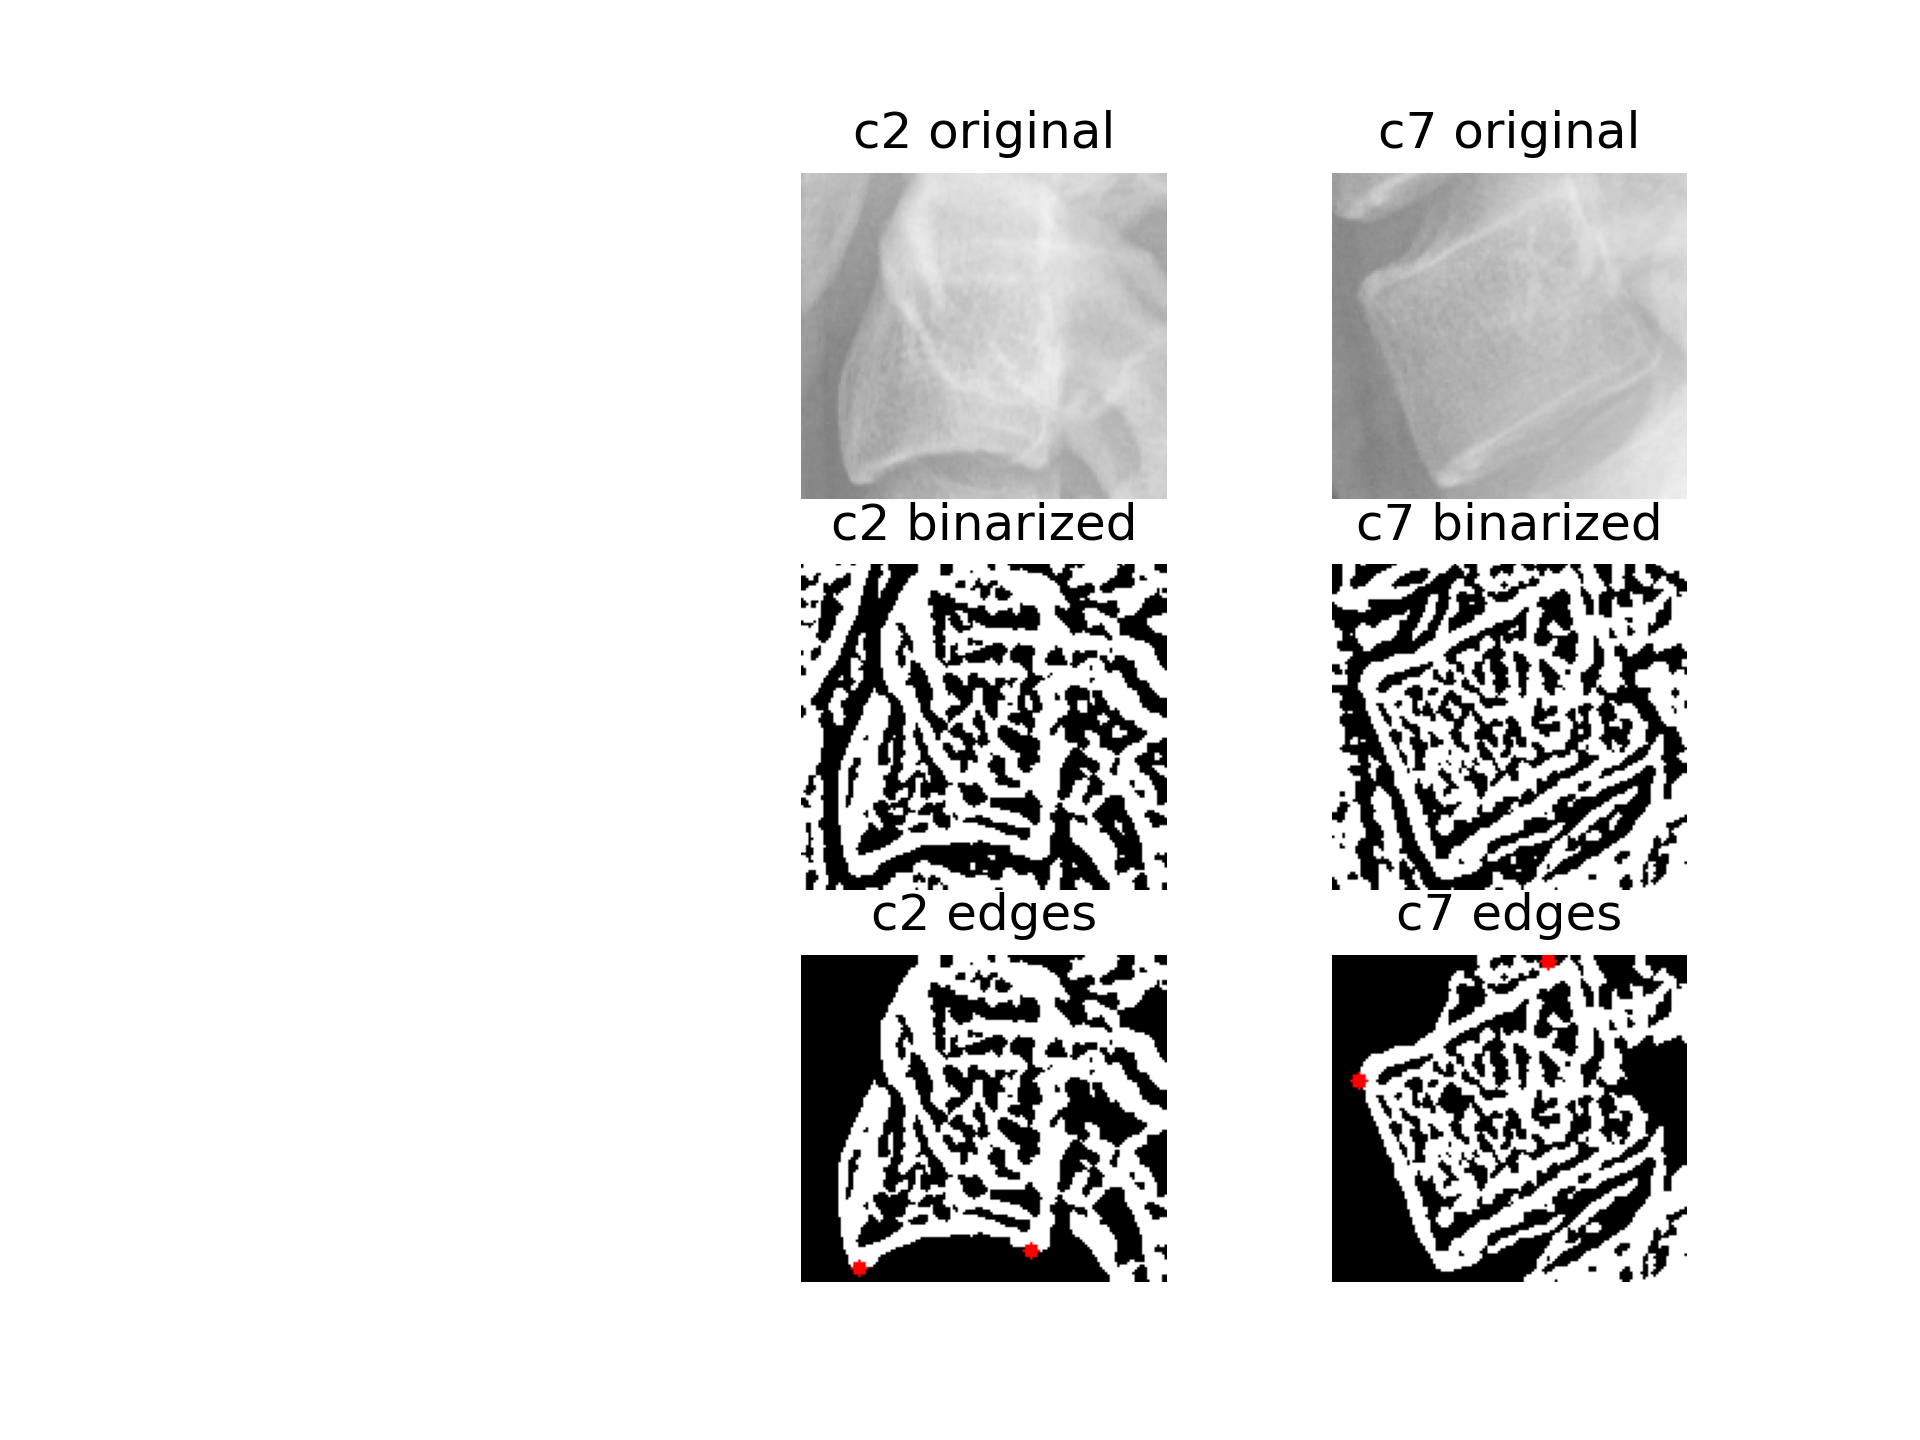 c2 original
c7 original
c2 binarized
c7 binarized
c2 edges
c7 edges